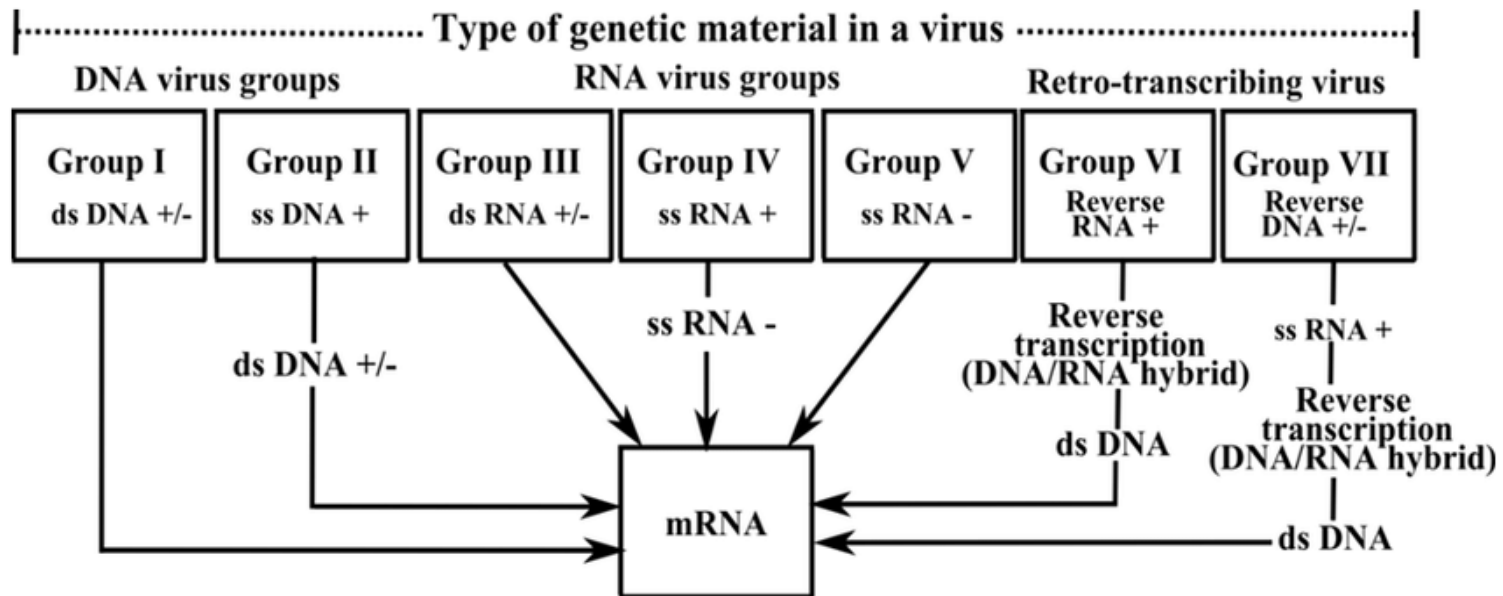 Type of genetic material in a virus
DNA virus groups
RNA virus groups
Retro-transcribing virus
Group I
ds DNA +/-
Group II
ss DNA +
Group III
ds RNA +/-
Group IV
ss RNA +
Group V
ss RNA -
Group VI
Reverse
RNA +
Group VII
Reverse
DNA +/-
ds DNA +/-
ss RNA -
Reverse
transcription
(DNA/RNA hybrid)
ds DNA
ss RNA +
Reverse
transcription
(DNA/RNA hybrid)
ds DNA
mRNA